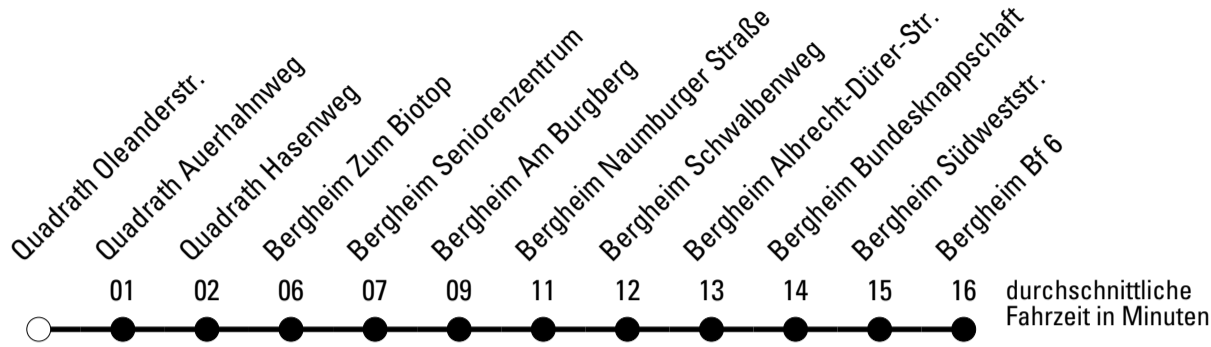 Quadrath Oleanderstr.
Quadrath Auerhahnweg
Quadrath Hasenweg
Bergheim Zum Biotop
Bergheim Seniorenzentrum
Bergheim Am Burgberg
Bergheim Naumburger Straße
Bergheim Schwalbenweg
Bergheim Albrecht-Dürer-Str.
Bergheim Bundesknappschaft
Bergheim Südweststr.
Bergheim Bf 6
01 02 06 07 09 11 12 13 14 15 16
durchschnittliche
Fahrzeit in Minuten